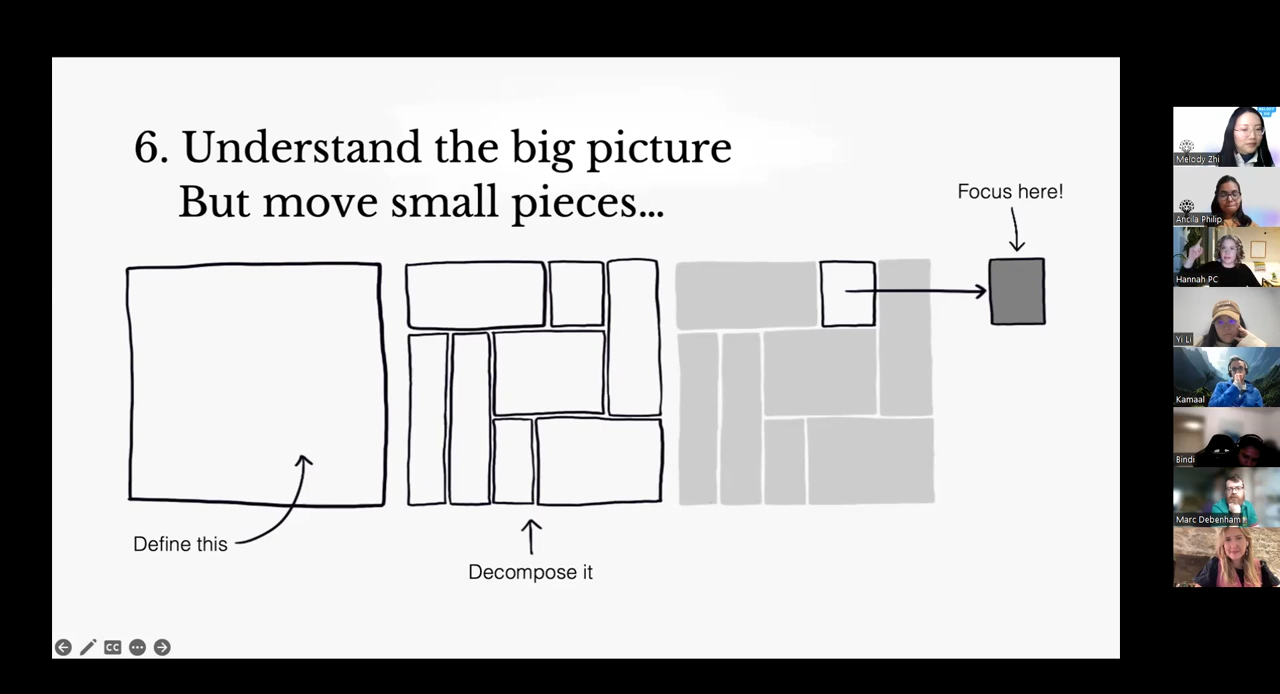 6. Understand the big picture
But move small pieces...
Focus here!
Define this
Decompose it
CC
Melody Zhi
Ancila Philip
Hannah PC
Yi Li
Kamaal
Bindi
Marc Debenham